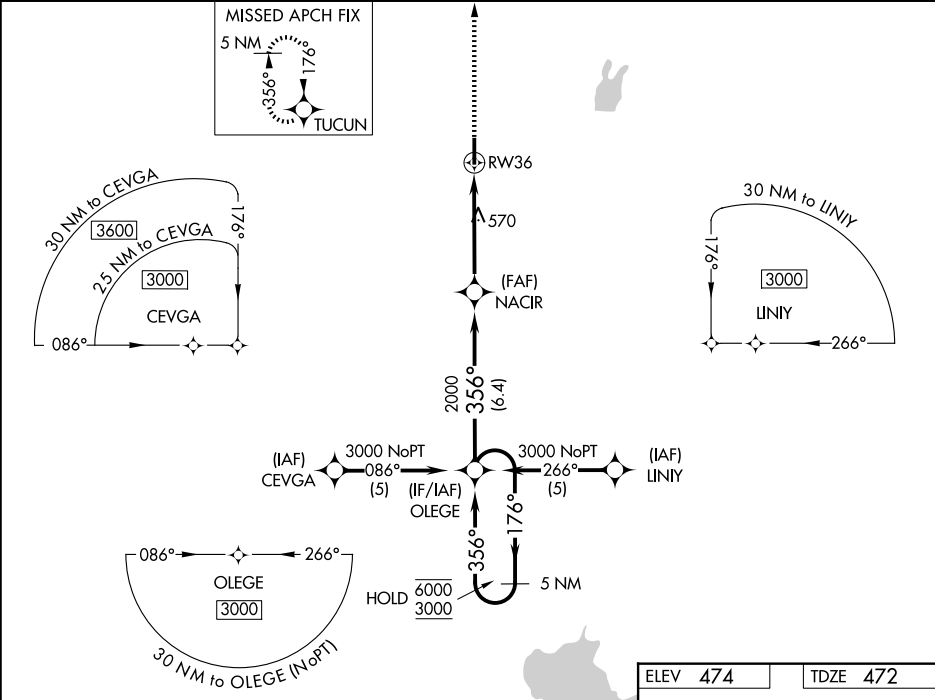 MISSED APCH FIX
5 NM
176°
356°
TUCUN
RW36
570
30 NM to CEVGA
3600
25 NM to CEVGA
3000
CEVGA
176°
086°
30 NM to LINIY
176°
3000
LINIY
266°
(FAF)
NACIR
2000
356°
(6.4)
(IAF)
CEVGA
3000 NoPT
086°
(5)
(IF/IAF)
OLEGE
3000 NoPT
266°
(5)
(IAF)
LINIY
356°
176°
HOLD
6000
3000
5 NM
086°
266°
OLEGE
3000
30 NM to OLEGE (NoPT)
ELEV 474
TDZE 472